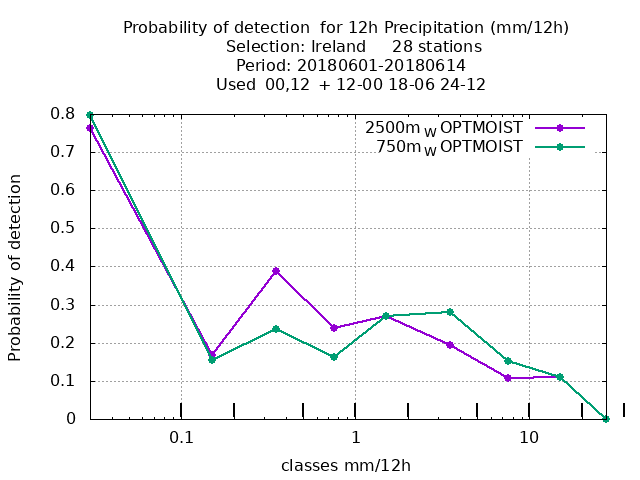 Probability of detection  for 12h Precipitation (mm/12h)
Selection: Ireland     28 stations
Period: 20180601-20180614
Used  00,12  + 12-00 18-06 24-12
2500m W OPTMOIST
750m W OPTMOIST
0.8
0.7
0.6
0.5
0.4
0.3
0.2
0.1
0
Probability of detection
0.1 1 10
classes mm/12h